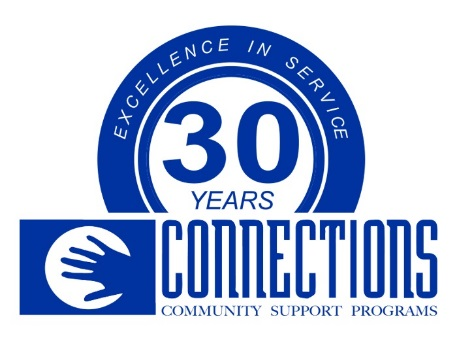 EXCELLENCE IN SERVICE
30
YEARS
CONNECTIONS
COMMUNITY SUPPORT PROGRAMS